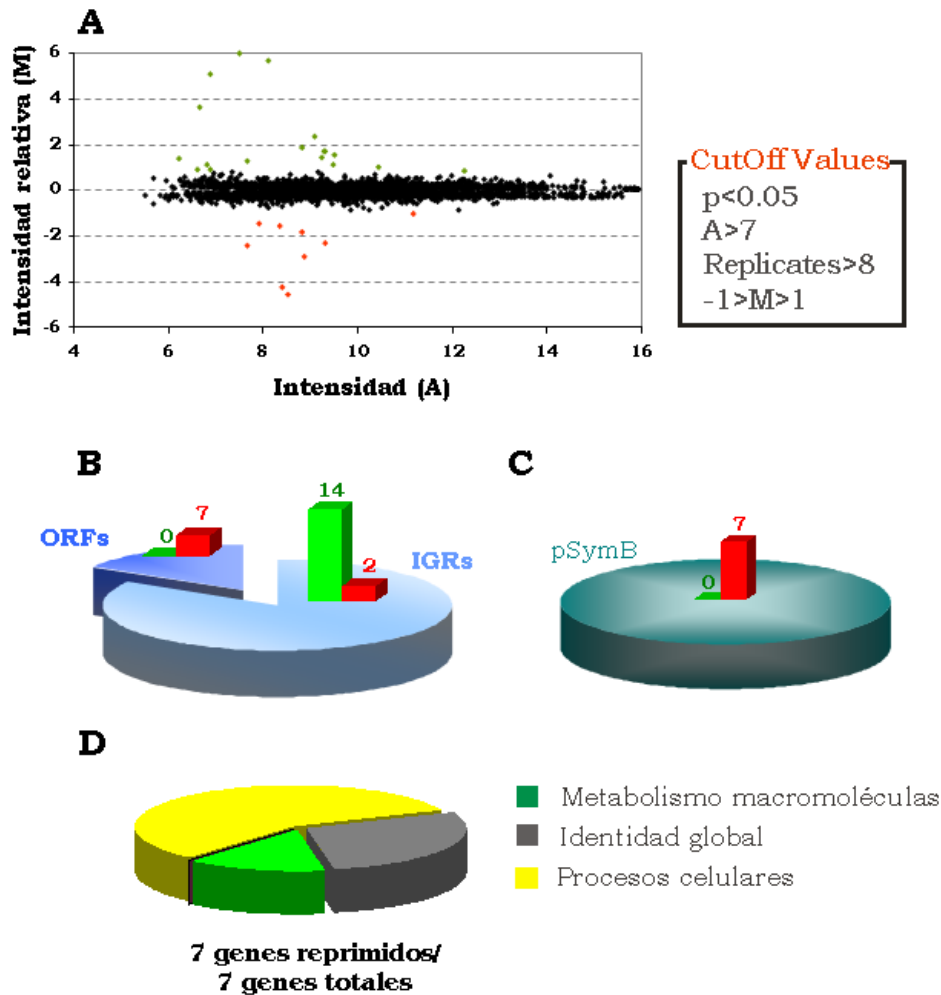 A
Intensidad relativa (M)
6
4
2
0
-2
-4
-6
4
6
8
10
12
14
16
Intensidad (A)
CutOff Values
p<0.05
A>7
Replicates>8
-1>M>1
B
ORFs
0
7
14
2
IGRs
C
pSymB
0
7
D
Metabolismo macromoléculas
Identidad global
Procesos celulares
7 genes reprimidos/
7 genes totales